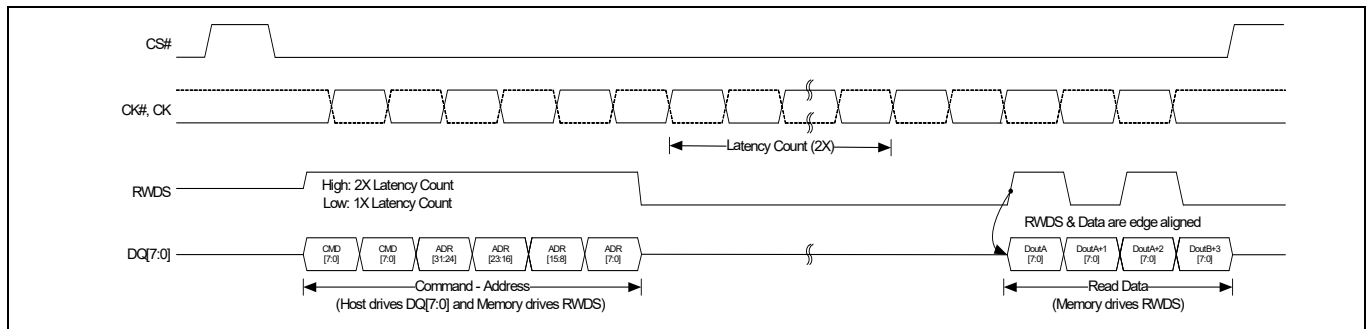 CS#
CK#, CK
Latency Count (2X)
RWDS
High: 2X Latency Count
Low: 1X Latency Count
RWDS & Data are edge aligned
DQ[7:0]
CMD [7:0]
CMD [7:0]
ADR [31:24]
ADR [23:16]
ADR [15:8]
ADR [7:0]
DoutA [7:0]
DoutA+1 [7:0]
DoutA+2 [7:0]
DoutB+3 [7:0]
Command - Address
(Host drives DQ[7:0] and Memory drives RWDS)
Read Data
(Memory drives RWDS)